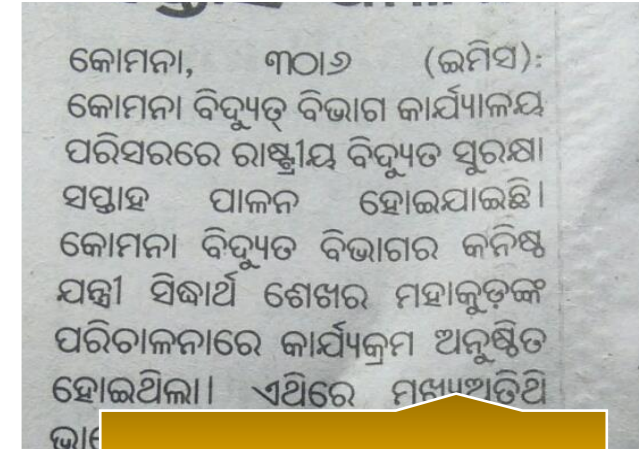 କୋମନା, ୩୦।୬ (ଇମିସ):
କୋମନା ବିଦ୍ୟୁତ୍ ବିଭାଗ କାର୍ଯ୍ୟାଳୟ
ପରିସରରେ ରାଷ୍ଟ୍ରୀୟ ବିଦ୍ୟୁତ ସୁରକ୍ଷା
ସପ୍ତାହ ପାଳନ ହୋଇଯାଇଛି।
କୋମନା ବିଦ୍ୟୁତ ବିଭାଗର କନିଷ୍ଠ
ଯନ୍ତ୍ରୀ ସିଦ୍ଧାର୍ଥ ଶେଖର ମହାକୁଡ଼ଙ୍କ
ପରିଚାଳନାରେ କାର୍ଯ୍ୟକ୍ରମ ଅନୁଷ୍ଠିତ
ହୋଇଥିଲା। ଏଥିରେ ମୁଖ୍ୟଅତିଥି